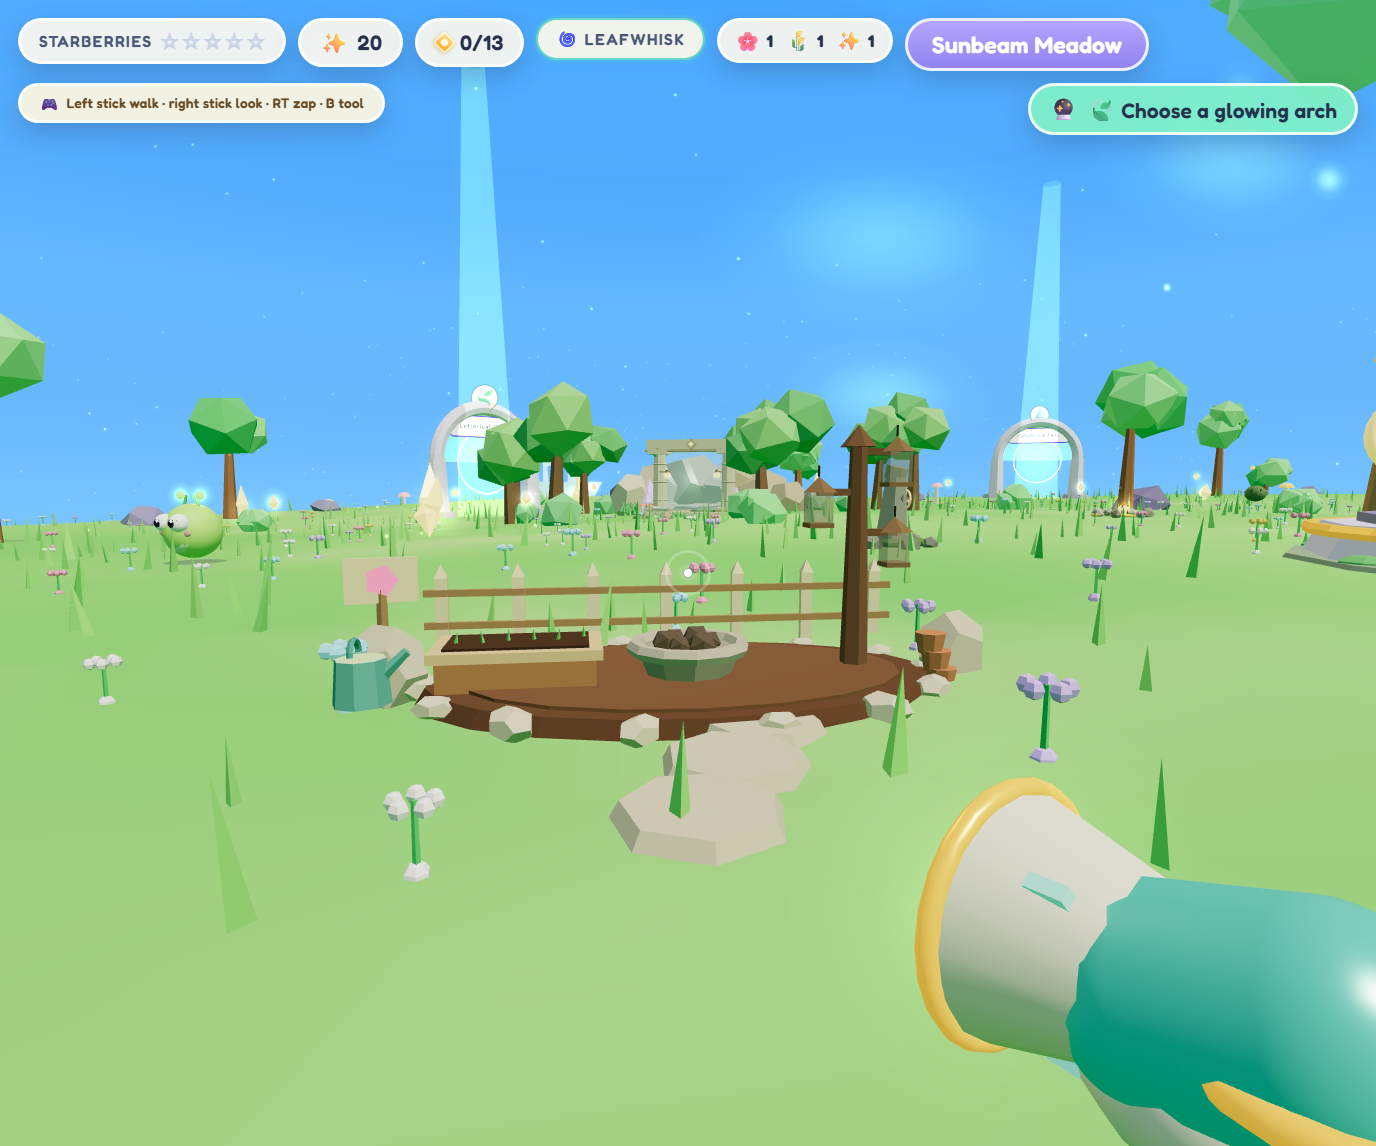 STARBERRIES
20
0/13
LEAFWHISK
1 1 1
Sunbeam Meadow
Left stick walk · right stick look · RT zap · B tool
Choose a glowing arch